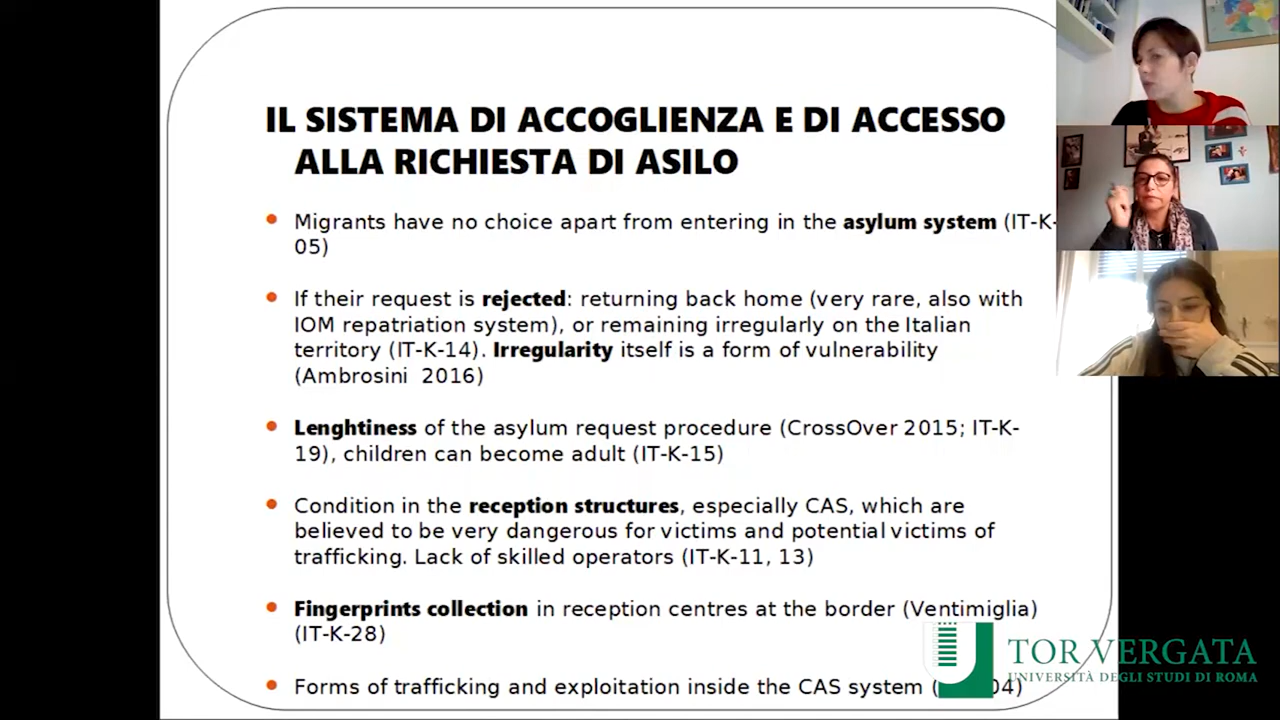 IL SISTEMA DI ACCOGLIENZA E DI ACCESSO
ALLA RICHIESTA DI ASILO
Migrants have no choice apart from entering in the asylum system (IT-K-
05)
If their request is rejected: returning back home (very rare, also with
IOM repatriation system), or remaining irregularly on the Italian
territory (IT-K-14). Irregularity itself is a form of vulnerability
(Ambrosini 2016)
Lenghtiness of the asylum request procedure (CrossOver 2015; IT-K-
19), children can become adult (IT-K-15)
Condition in the reception structures, especially CAS, which are
believed to be very dangerous for victims and potential victims of
trafficking. Lack of skilled operators (IT-K-11, 13)
Fingerprints collection in reception centres at the border (Ventimiglia)
(IT-K-28)
Forms of trafficking and exploitation inside the CAS system
TOR VERGATA
UNIVERSITÀ DEGLI STUDI DI ROMA